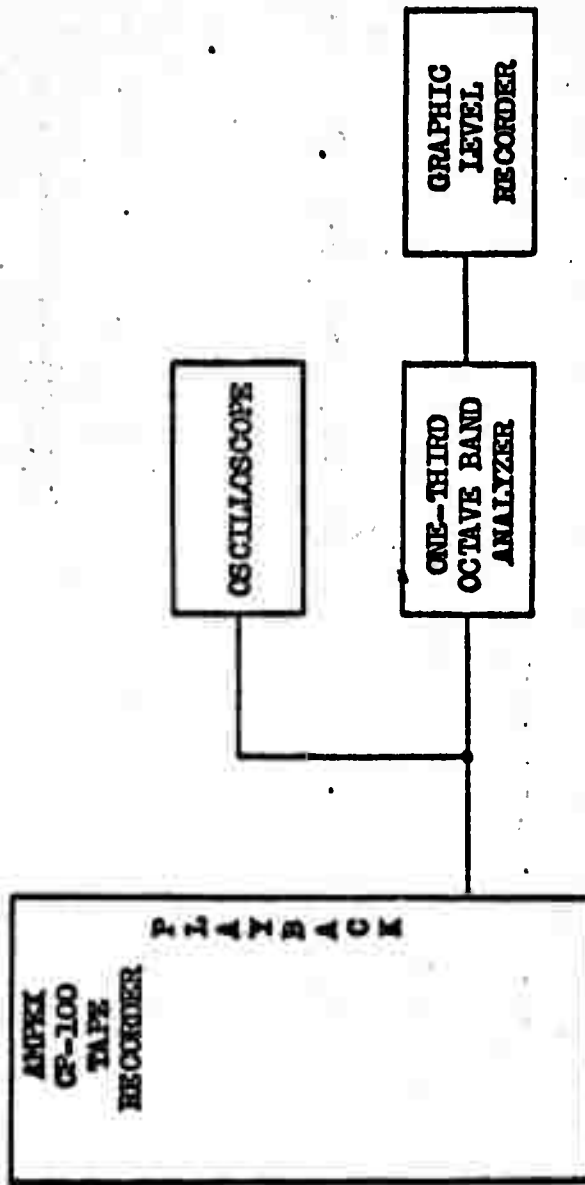 AMPEX
CP-100
TAPE
RECORDER
PLAYBACK
OSCILLOSCOPE
ONE-THIRD
OCTAVE BAND
ANALYZER
GRAPHIC
LEVEL
RECORDER